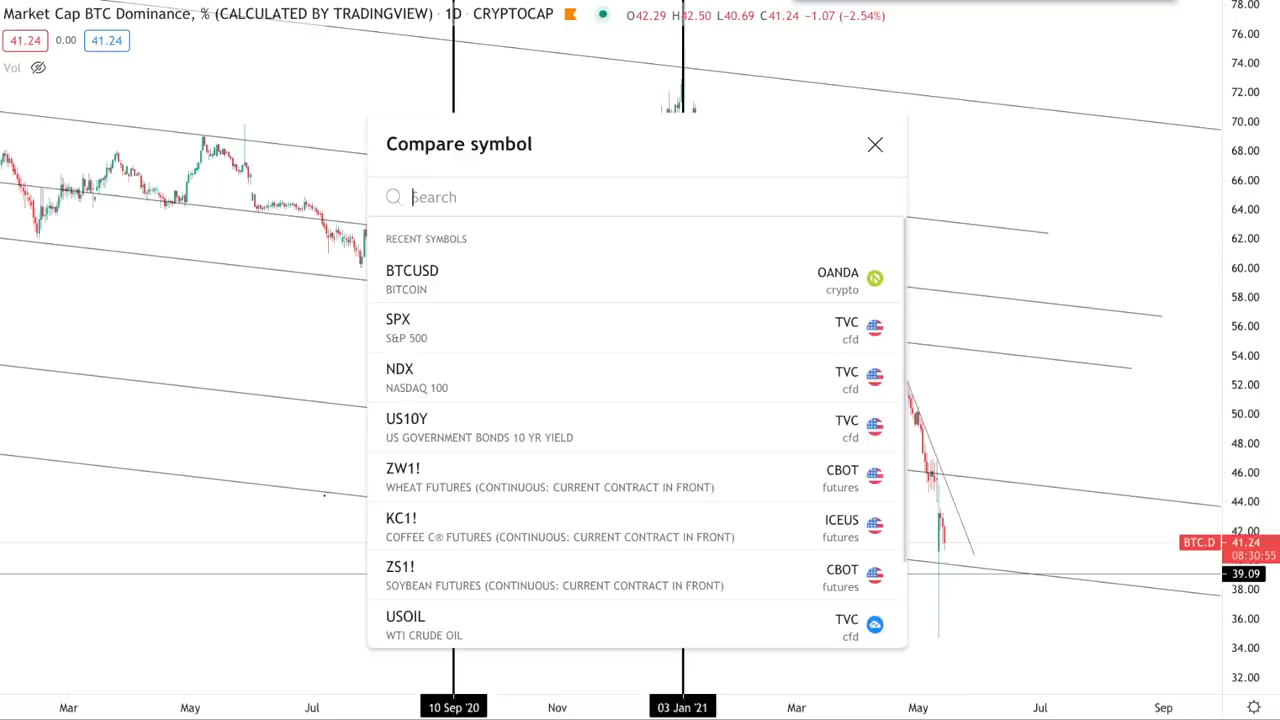 Market Cap BTC Dominance, % (CALCULATED BY TRADINGVIEW) · 1D · CRYPTOCAP O42.29 H42.50 L40.69 C41.24 −1.07 (−2.54%)
41.24 0.00 41.24
Vol
Compare symbol
Search
RECENT SYMBOLS
BTCUSD OANDA
BITCOIN crypto
SPX TVC
S&P 500 cfd
NDX TVC
NASDAQ 100 cfd
US10Y TVC
US GOVERNMENT BONDS 10 YR YIELD cfd
ZW1! CBOT
WHEAT FUTURES (CONTINUOUS: CURRENT CONTRACT IN FRONT) futures
KC1! ICEUS
COFFEE C® FUTURES (CONTINUOUS: CURRENT CONTRACT IN FRONT) futures
ZS1! CBOT
SOYBEAN FUTURES (CONTINUOUS: CURRENT CONTRACT IN FRONT) futures
USOIL TVC
WTI CRUDE OIL cfd
78.00
76.00
74.00
72.00
70.00
68.00
66.00
64.00
62.00
60.00
58.00
56.00
54.00
52.00
50.00
48.00
46.00
44.00
42.00
BTC.D 41.24
08:30:55
39.09
38.00
36.00
34.00
32.00
Mar May Jul 10 Sep '20 Nov 03 Jan '21 Mar May Jul Sep